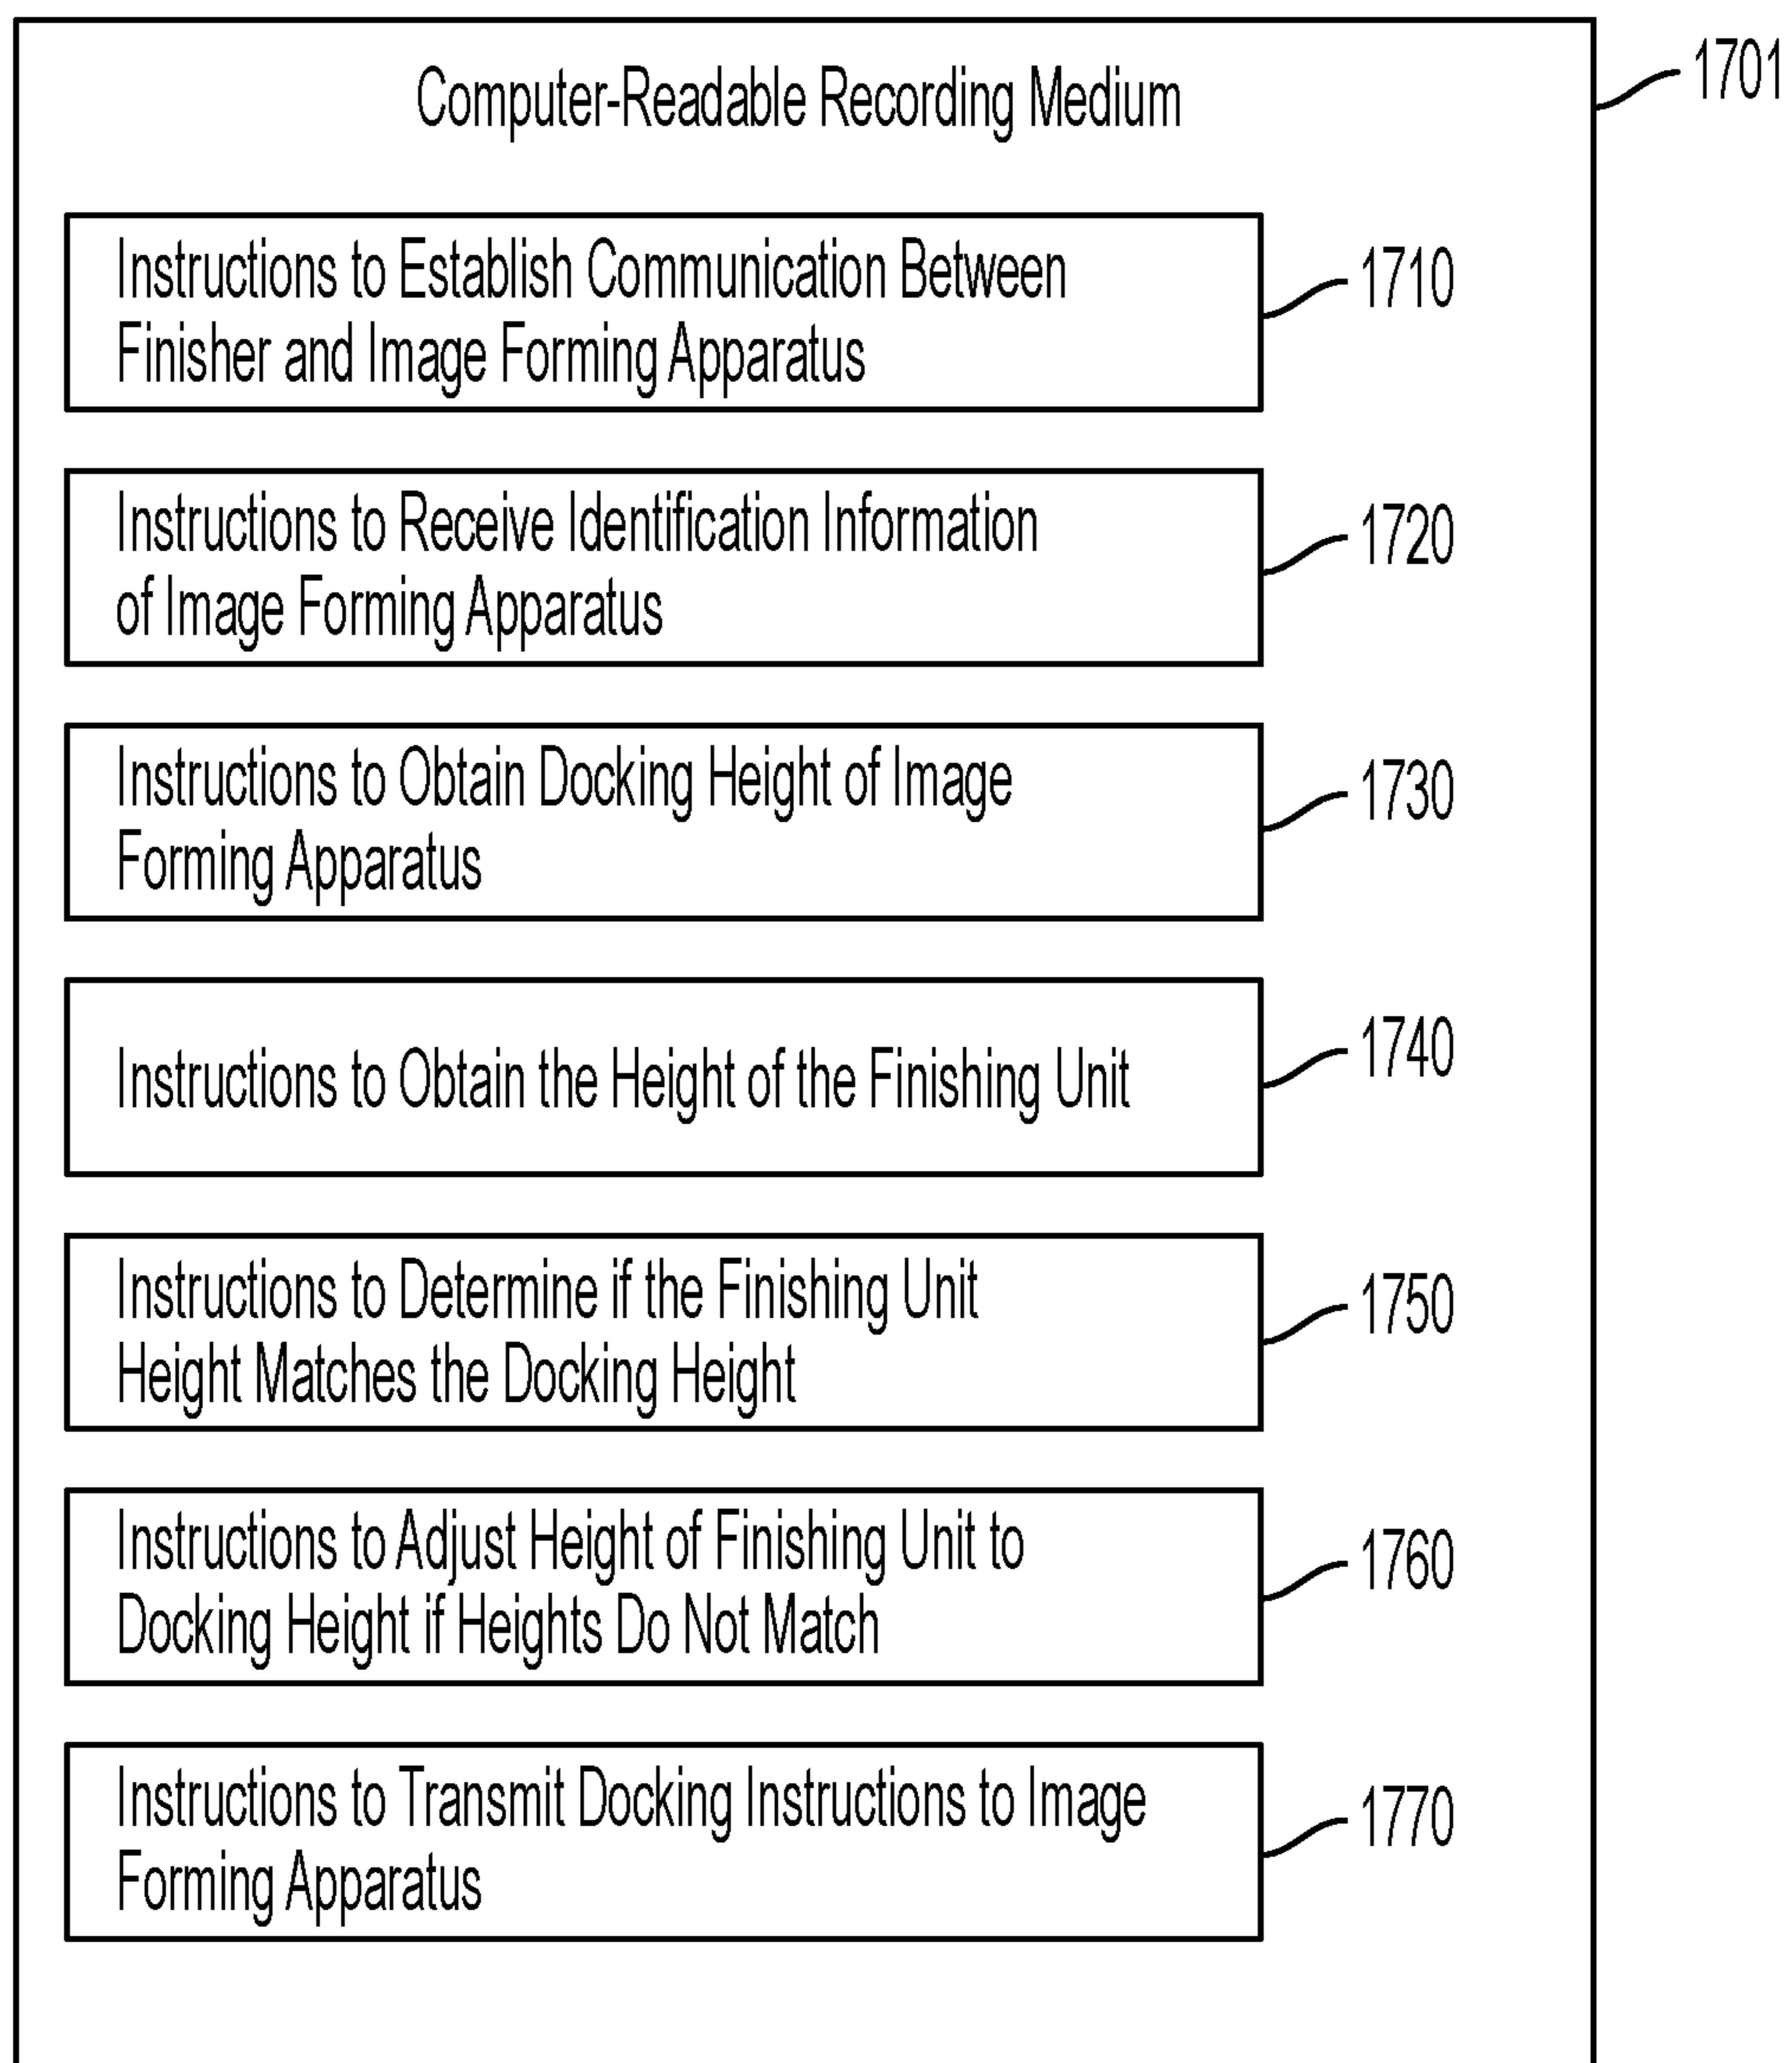 Computer-Readable Recording Medium
1701
Instructions to Establish Communication Between
Finisher and Image Forming Apparatus
1710
Instructions to Receive Identification Information
of Image Forming Apparatus
1720
Instructions to Obtain Docking Height of Image
Forming Apparatus
1730
Instructions to Obtain the Height of the Finishing Unit
1740
Instructions to Determine if the Finishing Unit
Height Matches the Docking Height
1750
Instructions to Adjust Height of Finishing Unit to
Docking Height if Heights Do Not Match
1760
Instructions to Transmit Docking Instructions to Image
Forming Apparatus
1770